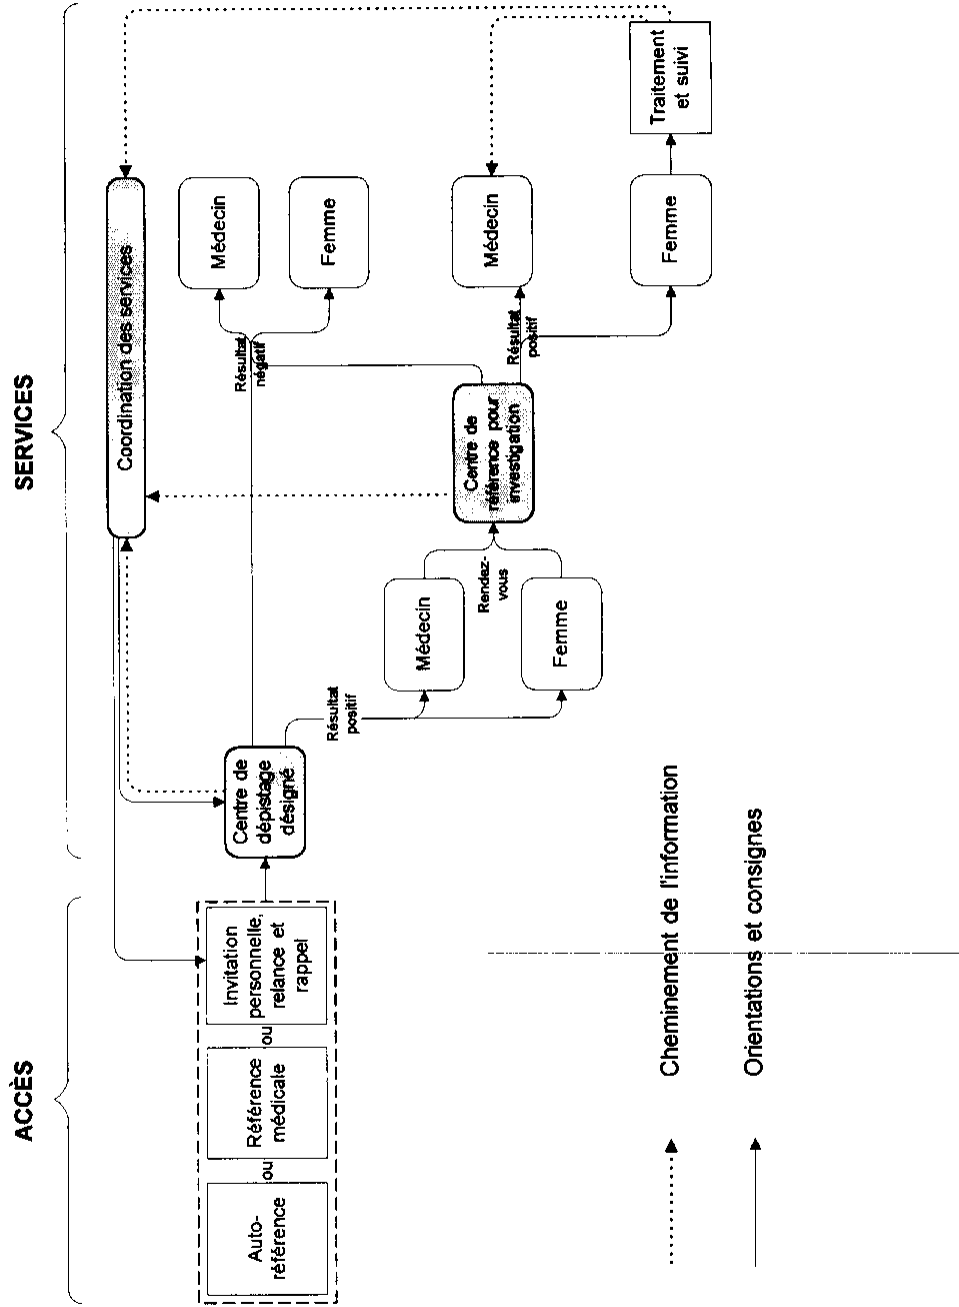 ACCÈS
SERVICES
Coordination des services
Auto-
référence
ou
Référence
médicale
ou
Invitation
personnelle,
relance et
rappel
Centre de
dépistage
désigné
Résultat
négatif
Médecin
Femme
Résultat
positif
Médecin
Femme
Rendez-
vous
Centre de
référence pour
investigation
Résultat
positif
Médecin
Femme
Traitement
et suivi
Cheminement de l'information
Orientations et consignes